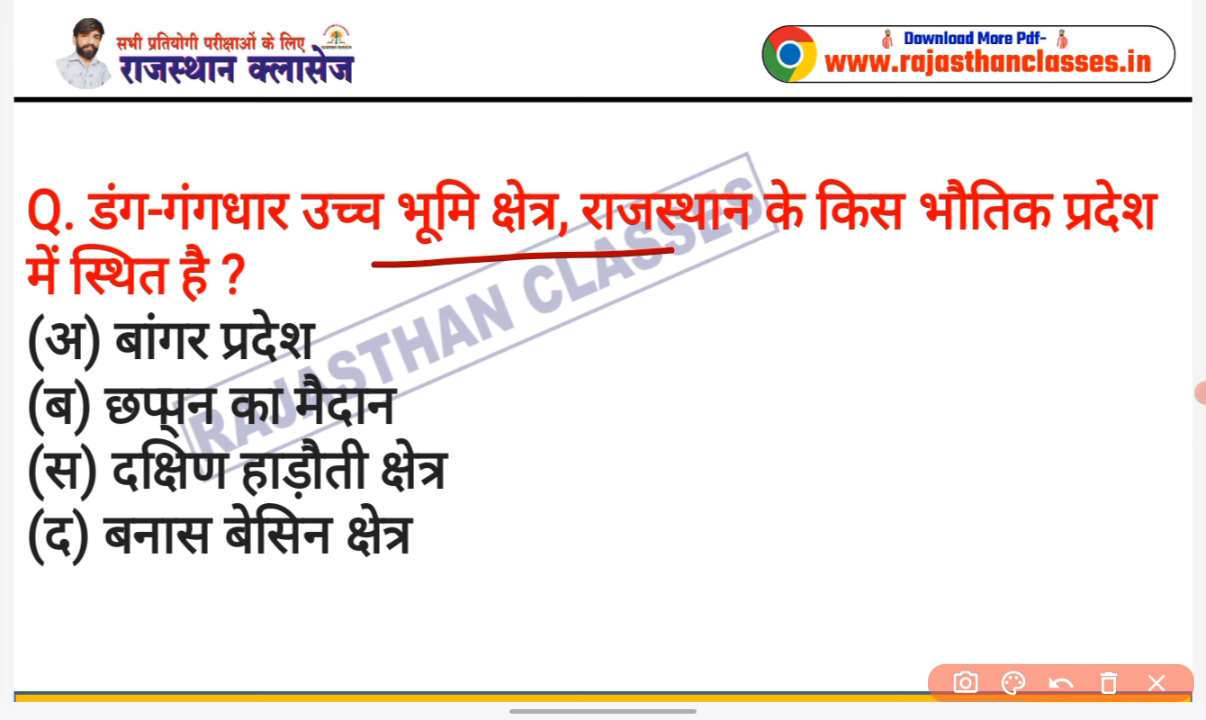 सभी प्रतियोगी परीक्षाओं के लिए
राजस्थान क्लासेज
Download More Pdf-
www.rajasthanclasses.in
Q. डंग-गंगधार उच्च भूमि क्षेत्र, राजस्थान के किस भौतिक प्रदेश
में स्थित है ?
(अ) बांगर प्रदेश
(ब) छप्पन का मैदान
(स) दक्षिण हाड़ौती क्षेत्र
(द) बनास बेसिन क्षेत्र
RAJASTHAN CLASSES